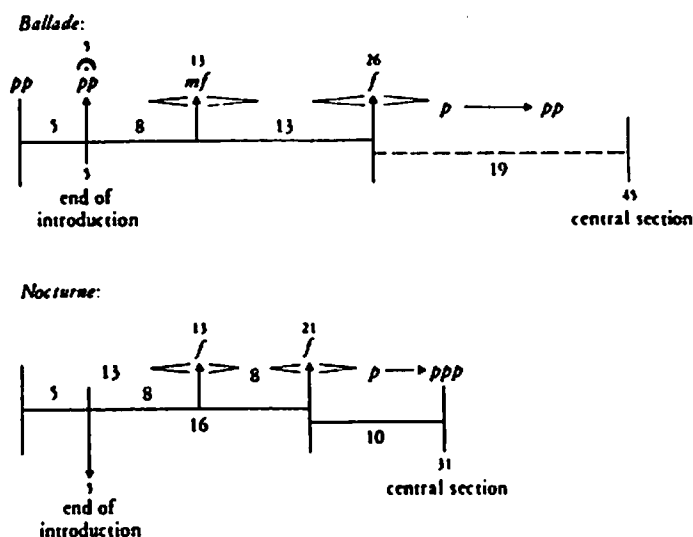 Ballade:
5
13
26
pp pp mf f
p pp
5 8 13
19
5
45
end of
introduction
central section
Nocturne:
13
21
f f
13 8 p ppp
5 8
16
10
5
31
end of
introduction
central section